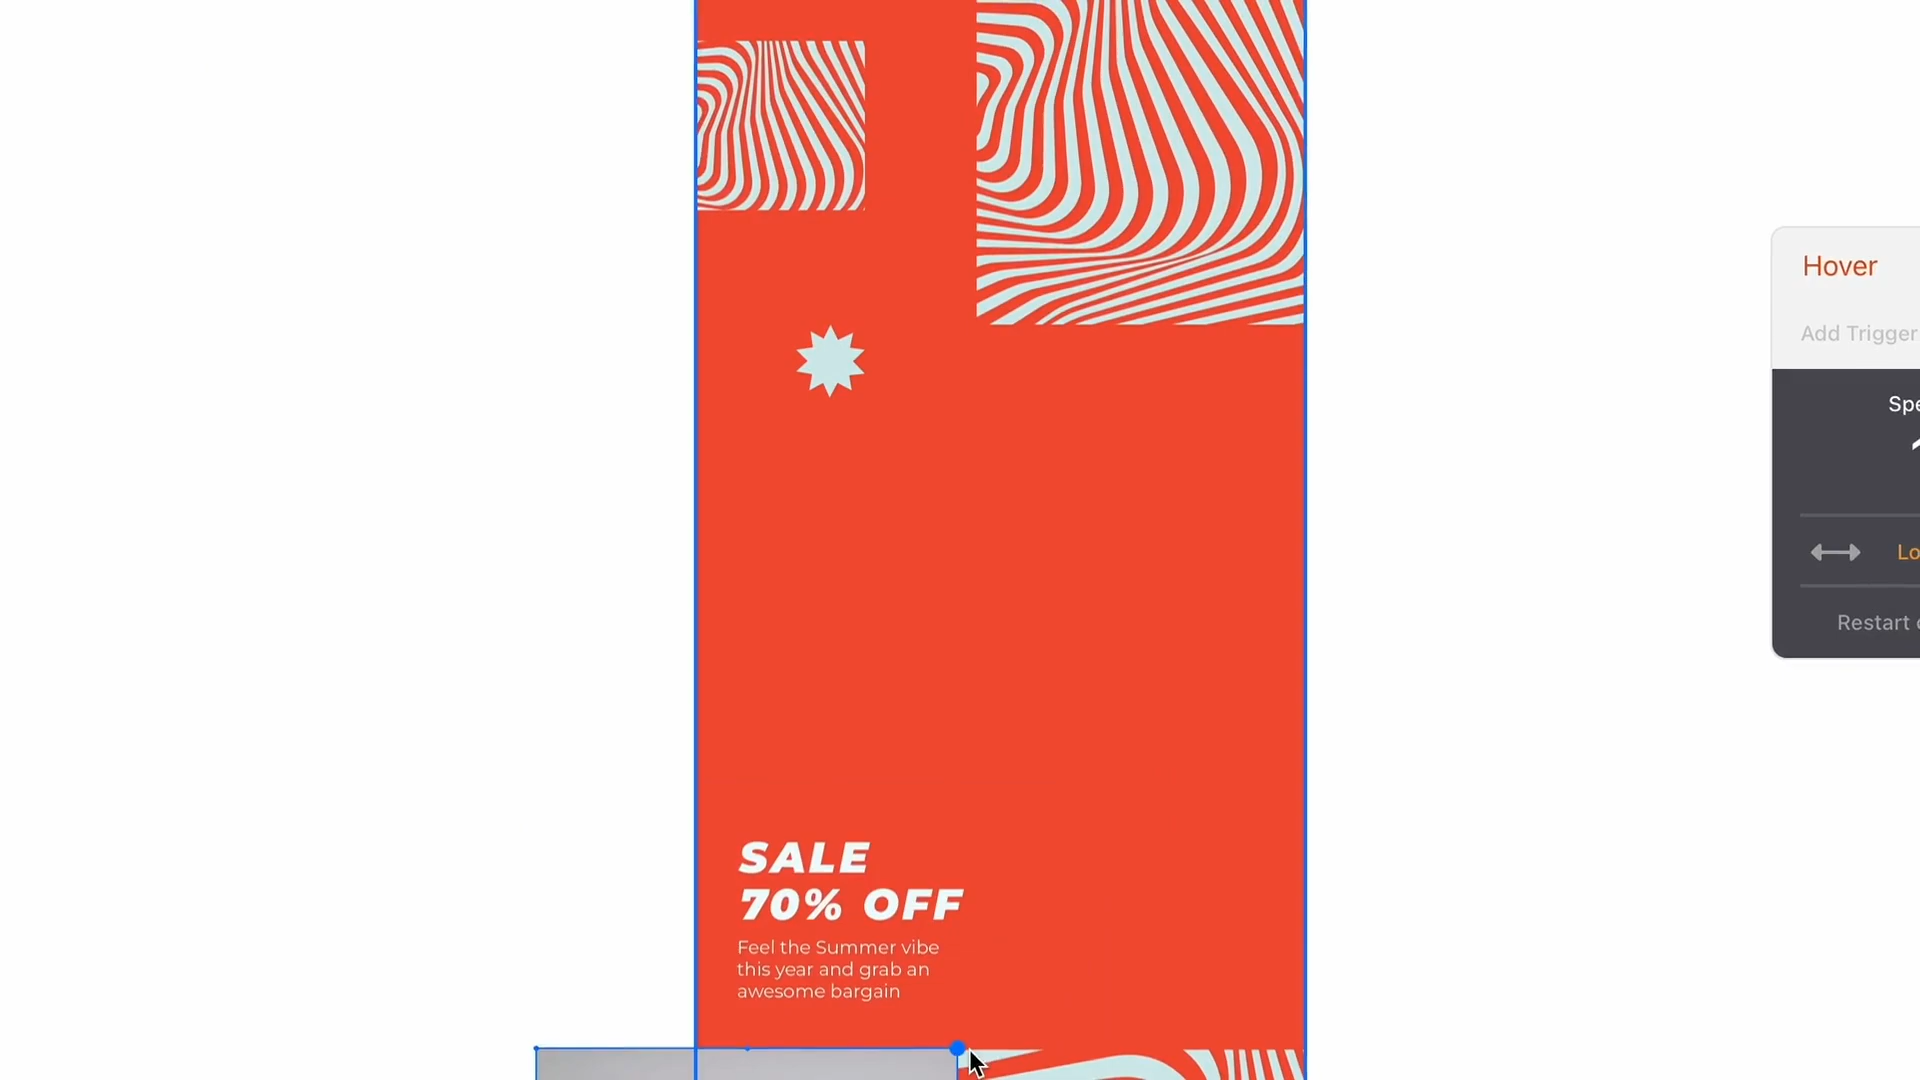 Hover
Add Trigger
Restart
SALE
70% OFF
Feel the Summer vibe
this year and grab an
awesome bargain